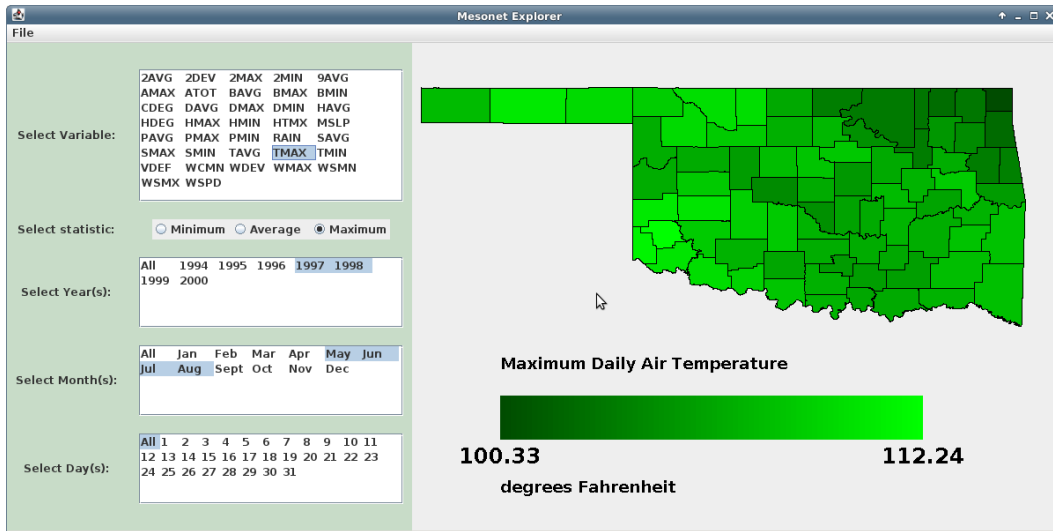 Mesonet Explorer
File
Select Variable:
2AVG 2DEV 2MAX 2MIN 9AVG
AMAX ATOT BAVG BMAX BMIN
CDEG DAVG DMAX DMIN HAVG
HDEG HMAX HMIN HTMX MSLP
PAVG PMAX PMIN RAIN SAVG
SMAX SMIN TAVG TMAX TMIN
VDEF WCMN WDEV WMAX WSMN
WSMX WSPD
Select statistic:
Minimum Average Maximum
Select Year(s):
All 1994 1995 1996 1997 1998
1999 2000
Select Month(s):
All Jan Feb Mar Apr May Jun
Jul Aug Sept Oct Nov Dec
Select Day(s):
All 1 2 3 4 5 6 7 8 9 10 11
12 13 14 15 16 17 18 19 20 21 22 23
24 25 26 27 28 29 30 31
Maximum Daily Air Temperature
100.33 112.24
degrees Fahrenheit